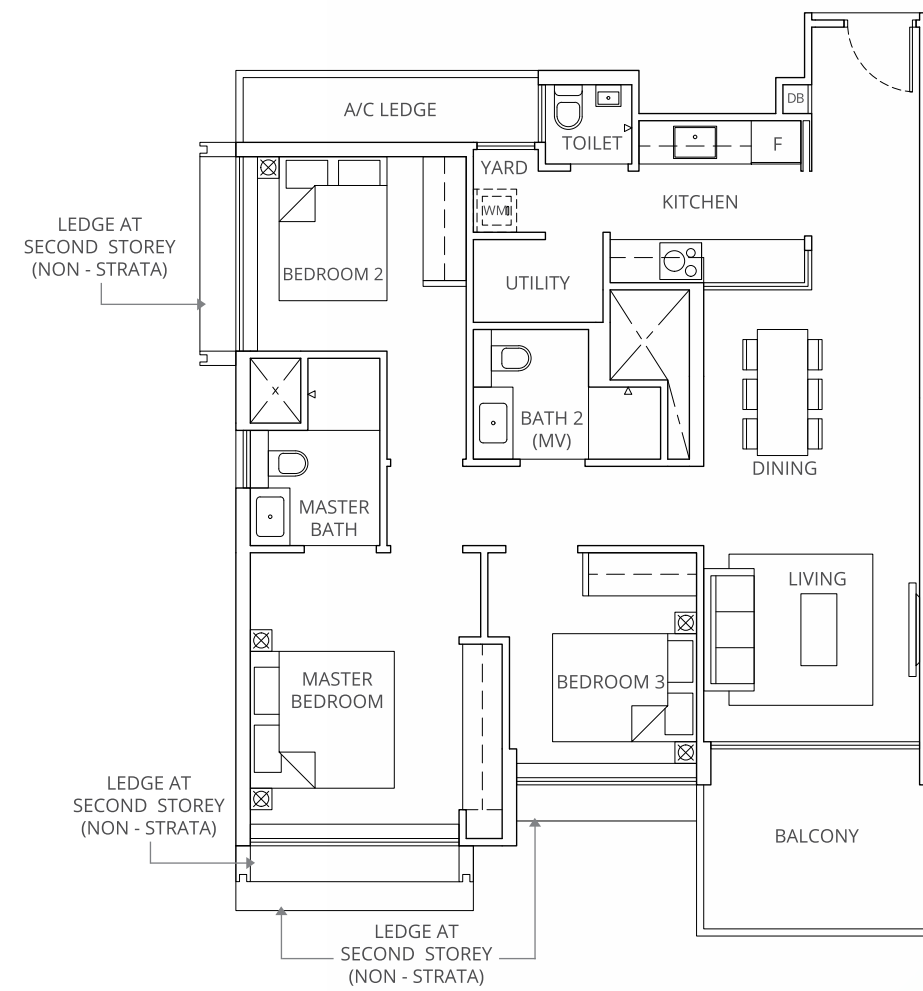 DB
A/C LEDGE
TOILET
F
YARD
KITCHEN
WM
LEDGE AT
SECOND STOREY
(NON - STRATA)
BEDROOM 2
UTILITY
X
BATH 2
(MV)
DINING
MASTER
BATH
LIVING
MASTER
BEDROOM
BEDROOM 3
LEDGE AT
SECOND STOREY
(NON - STRATA)
BALCONY
LEDGE AT
SECOND STOREY
(NON - STRATA)